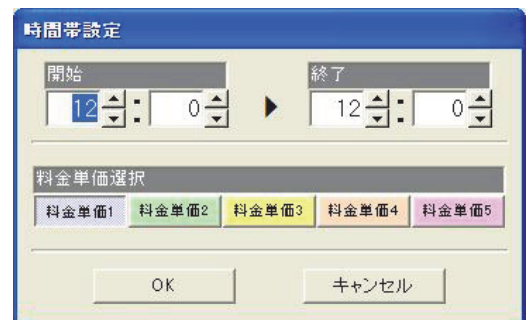 時間帯設定
開始 終了
12 : 0 ▶ 12 : 0
料金単価選択
料金単価1 料金単価2 料金単価3 料金単価4 料金単価5
OK キャンセル